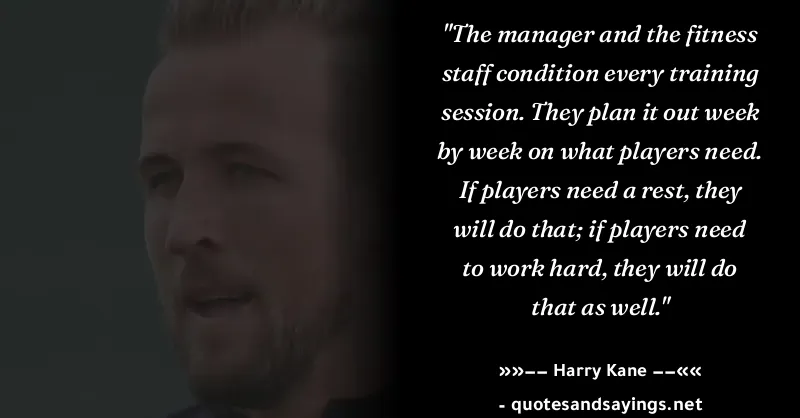 "The manager and the fitness
staff condition every training
session. They plan it out week
by week on what players need.
If players need a rest, they
will do that; if players need
to work hard, they will do
that as well."
»»−− Harry Kane −−««
- quotesandsayings.net